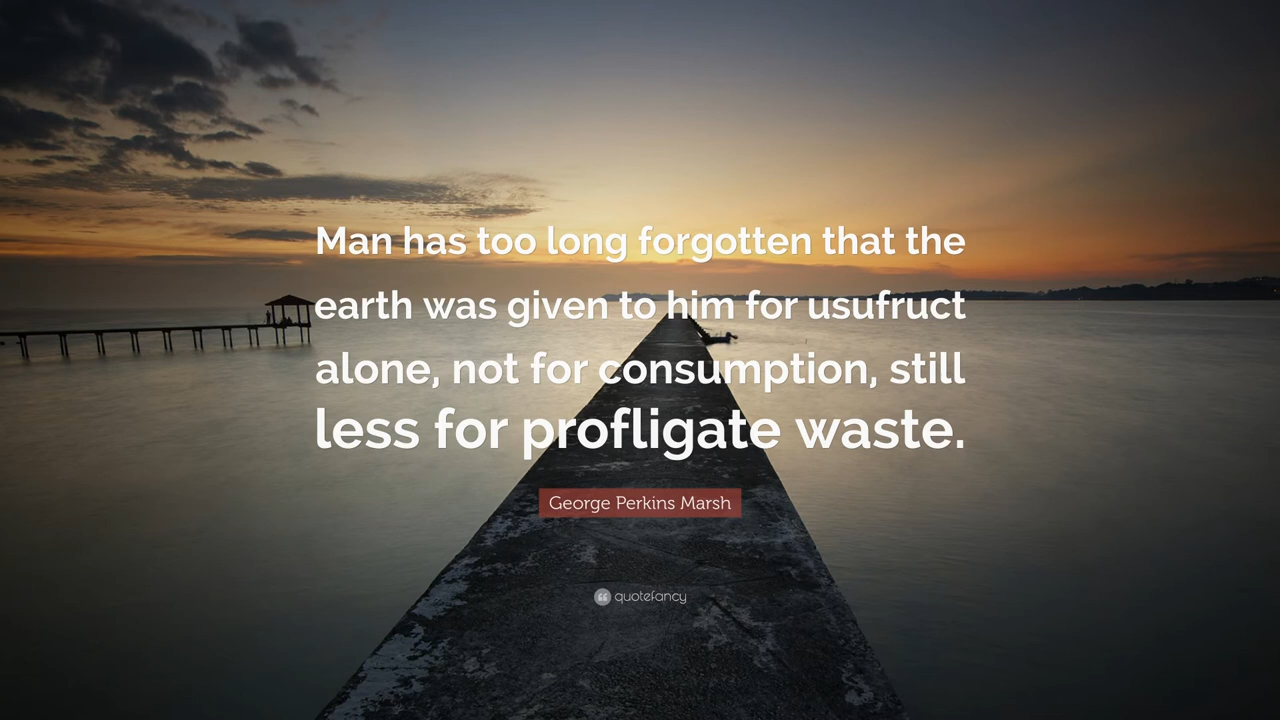 Man has too long forgotten that the
earth was given to him for usufruct
alone, not for consumption, still
less for profligate waste.
George Perkins Marsh
quotefancy